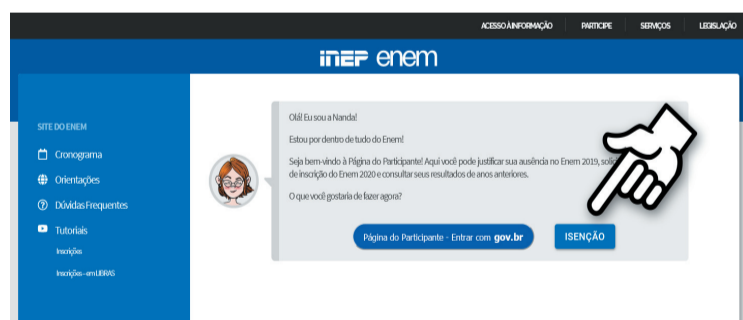 ACESSO À INFORMAÇÃO PARTICIPE SERVIÇOS LEGISLAÇÃO
inep enem
SITE DO ENEM
Cronograma
Orientações
Dúvidas Frequentes
Tutoriais
Inscrições
Inscrições - em LIBRAS
Olá! Eu sou a Nanda!
Estou por dentro de tudo do Enem!
Seja bem-vindo à Página do Participante! Aqui você pode justificar sua ausência no Enem 2019,
de inscrição do Enem 2020 e consultar seus resultados de anos anteriores.
O que você gostaria de fazer agora?
Página do Participante - Entrar com gov.br
ISENÇÃO